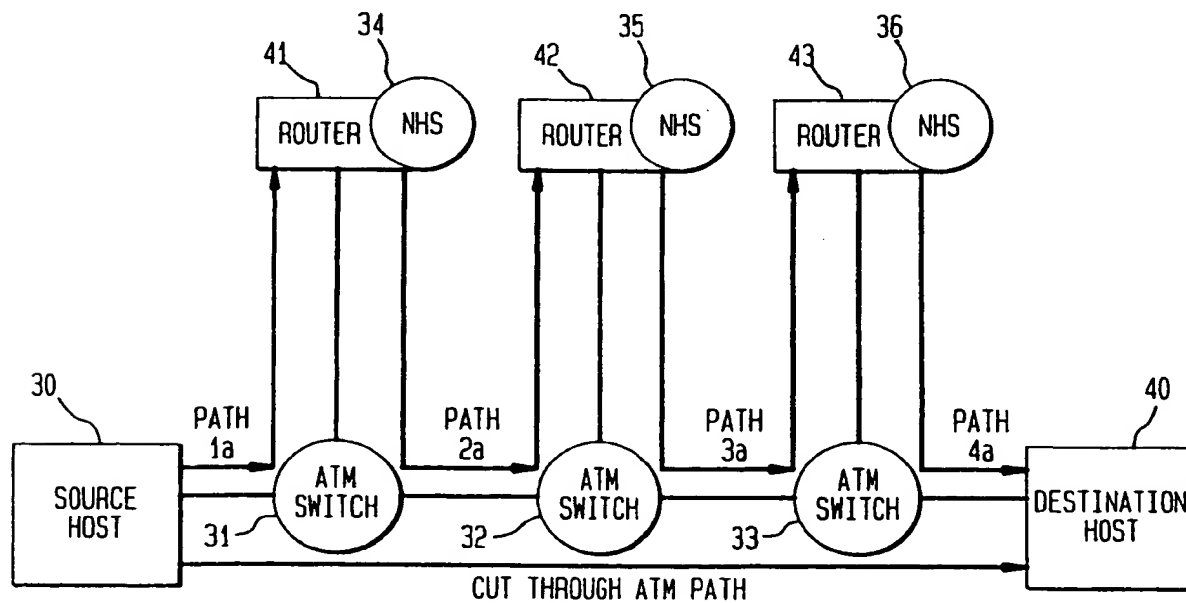 34
35
36
41
42
43
ROUTER
NHS
ROUTER
NHS
ROUTER
NHS
30
40
PATH
1a
PATH
2a
PATH
3a
PATH
4a
SOURCE
HOST
ATM
SWITCH
31
ATM
SWITCH
32
ATM
SWITCH
33
DESTINATION
HOST
CUT THROUGH ATM PATH